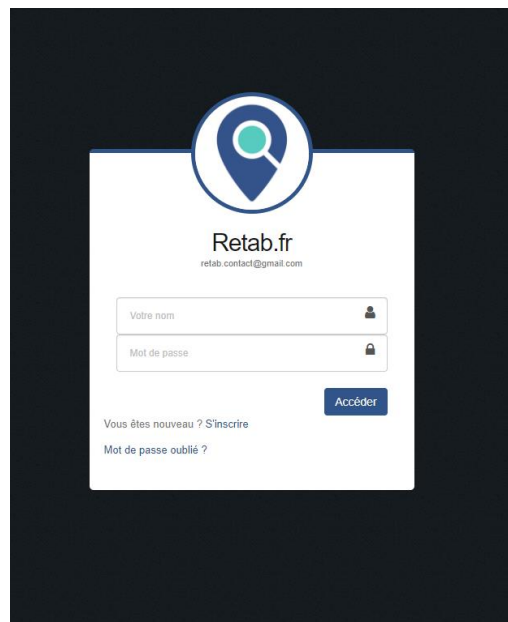 Retab.fr
retab.contact@gmail.com
Votre nom
Mot de passe
Accéder
Vous êtes nouveau ? S'inscrire
Mot de passe oublié ?